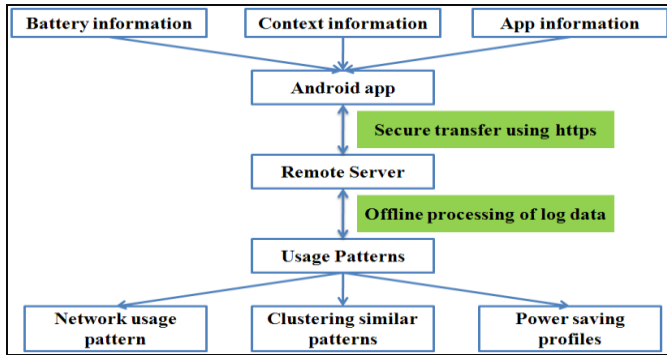 Battery information
Context information
App information
Android app
Secure transfer using https
Remote Server
Offline processing of log data
Usage Patterns
Network usage
pattern
Clustering similar
patterns
Power saving
profiles